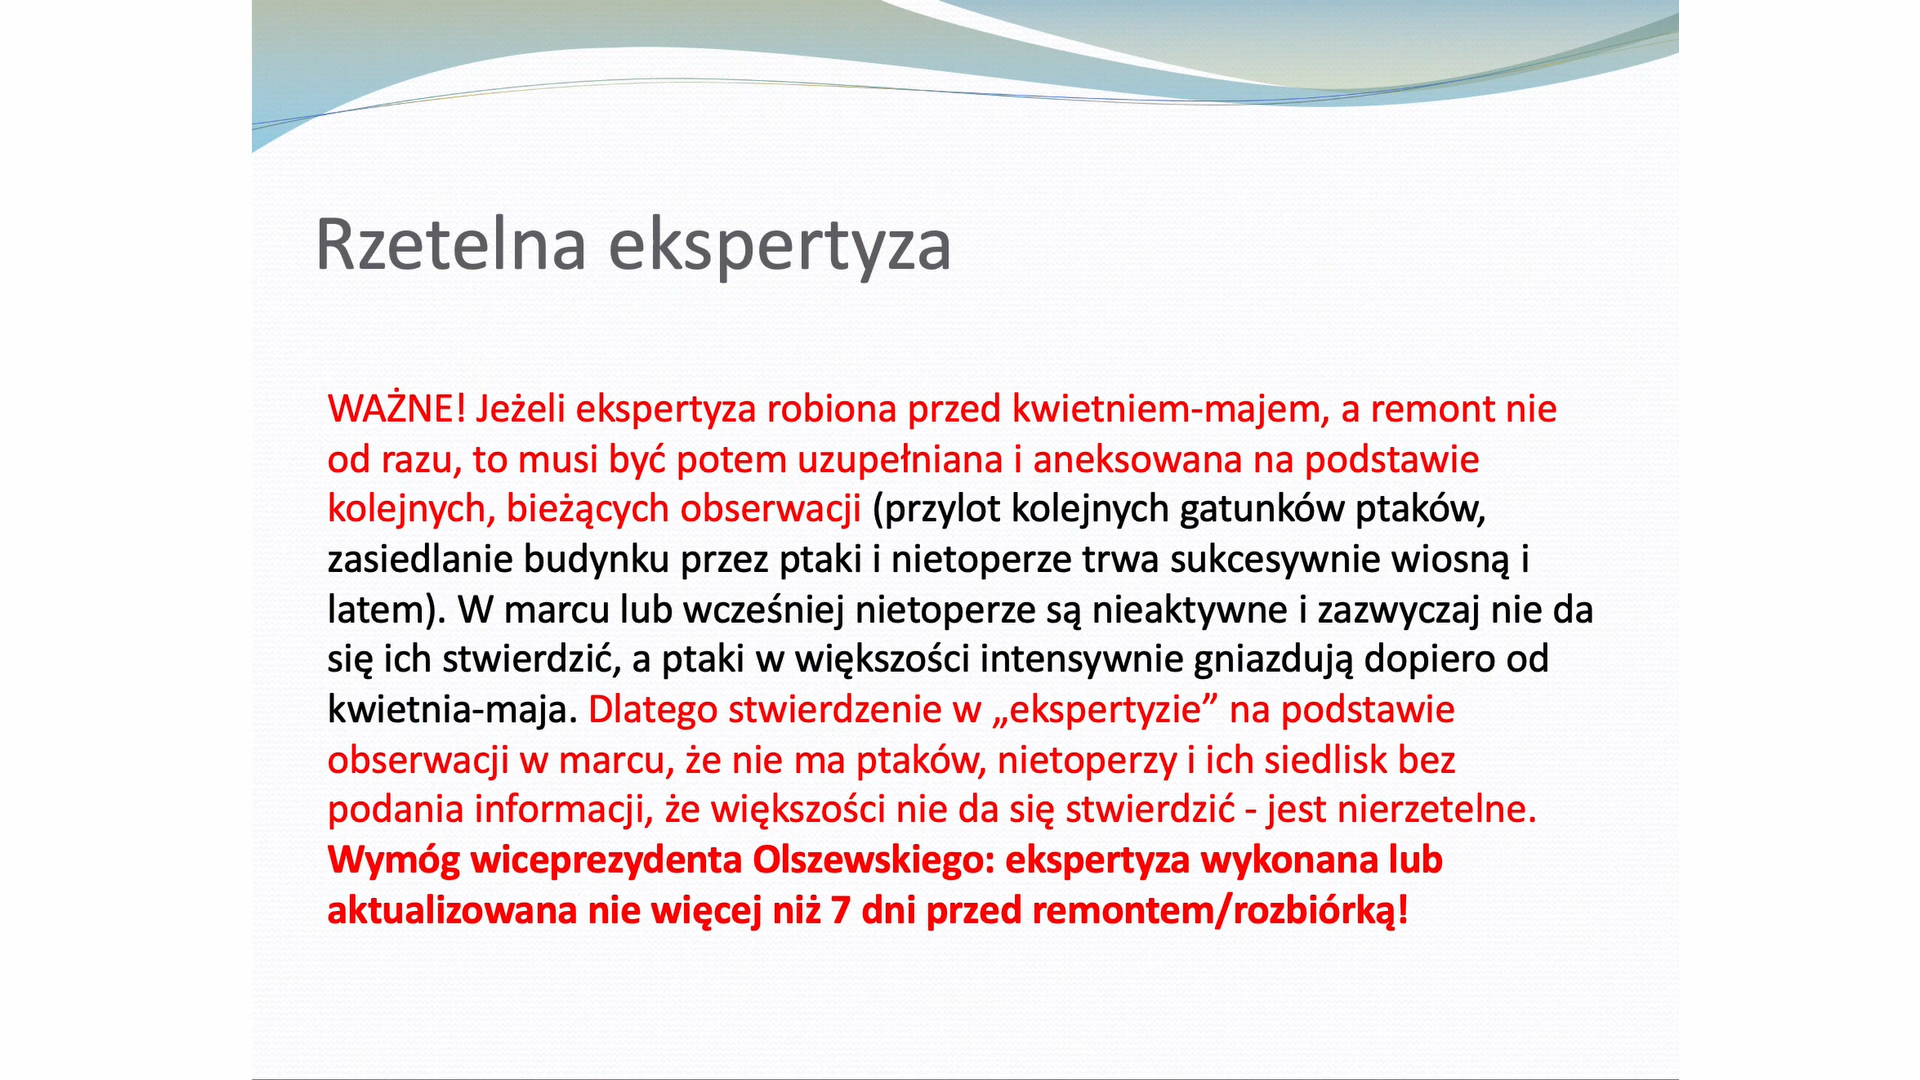 Rzetelna ekspertyza
WAŻNE! Jeżeli ekspertyza robiona przed kwietniem-majem, a remont nie
od razu, to musi być potem uzupełniana i aneksowana na podstawie
kolejnych, bieżących obserwacji (przylot kolejnych gatunków ptaków,
zasiedlanie budynku przez ptaki i nietoperze trwa sukcesywnie wiosną i
latem). W marcu lub wcześniej nietoperze są nieaktywne i zazwyczaj nie da
się ich stwierdzić, a ptaki w większości intensywnie gniazdują dopiero od
kwietnia-maja. Dlatego stwierdzenie w „ekspertyzie” na podstawie
obserwacji w marcu, że nie ma ptaków, nietoperzy i ich siedlisk bez
podania informacji, że większości nie da się stwierdzić - jest nierzetelne.
Wymóg wiceprezydenta Olszewskiego: ekspertyza wykonana lub
aktualizowana nie więcej niż 7 dni przed remontem/rozbiórką!